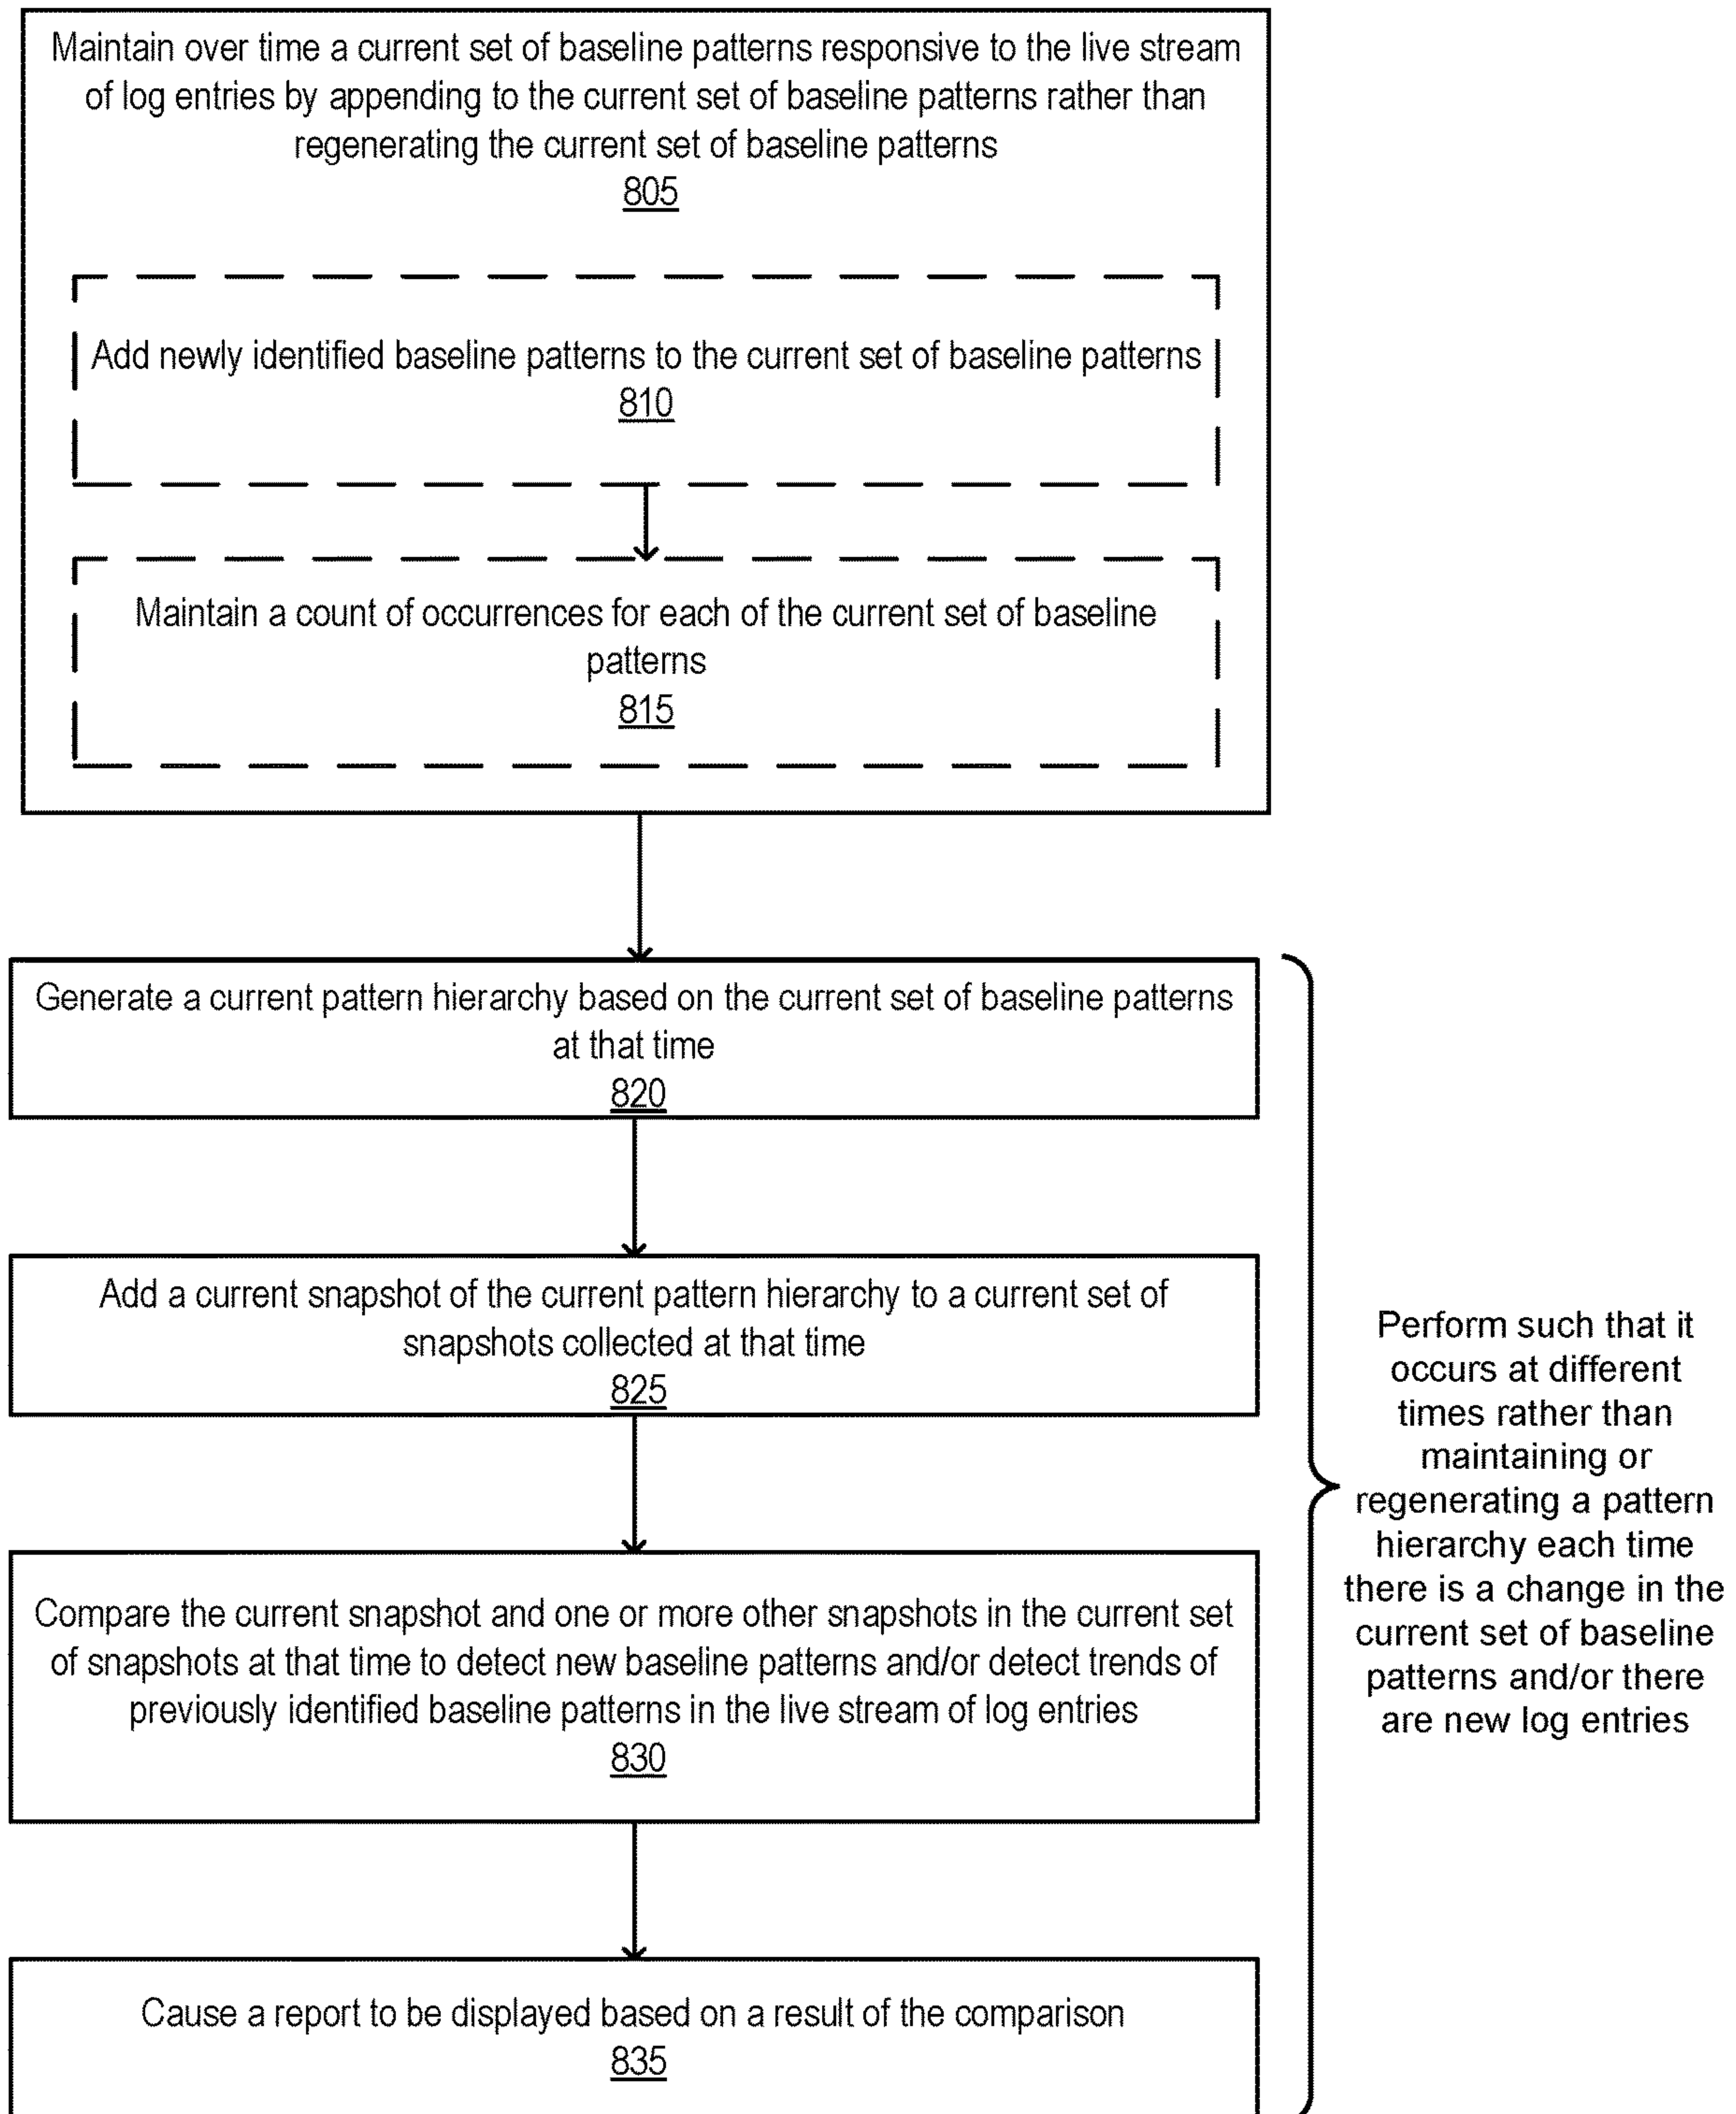 Maintain over time a current set of baseline patterns responsive to the live stream
of log entries by appending to the current set of baseline patterns rather than
regenerating the current set of baseline patterns
805
Add newly identified baseline patterns to the current set of baseline patterns
810
Maintain a count of occurrences for each of the current set of baseline
patterns
815
Generate a current pattern hierarchy based on the current set of baseline patterns
at that time
820
Add a current snapshot of the current pattern hierarchy to a current set of
snapshots collected at that time
825
Compare the current snapshot and one or more other snapshots in the current set
of snapshots at that time to detect new baseline patterns and/or detect trends of
previously identified baseline patterns in the live stream of log entries
830
Cause a report to be displayed based on a result of the comparison
835
Perform such that it
occurs at different
times rather than
maintaining or
regenerating a pattern
hierarchy each time
there is a change in the
current set of baseline
patterns and/or there
are new log entries